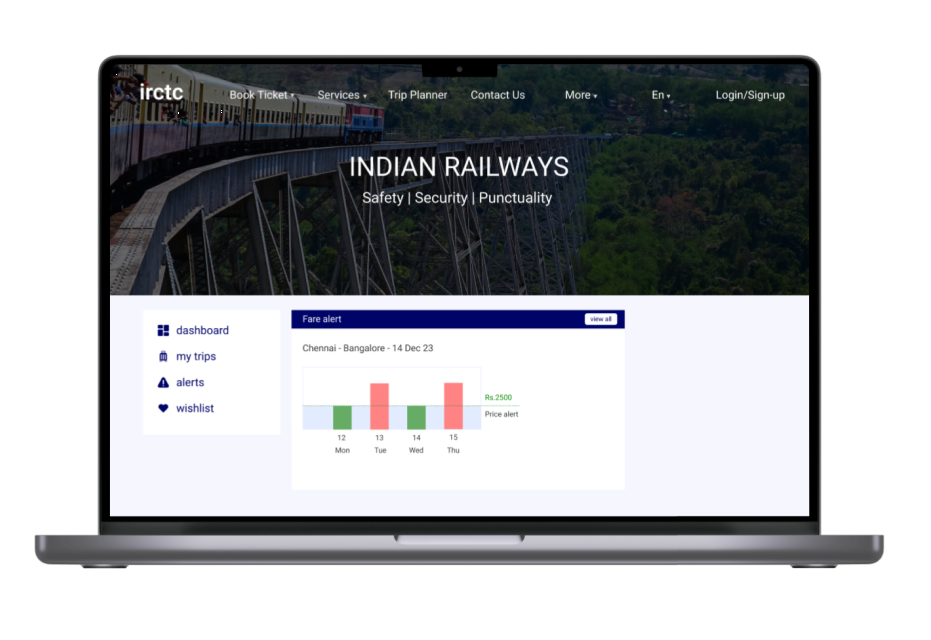 irctc
Book Ticket ▾ Services ▾ Trip Planner Contact Us More ▾ En ▾ Login/Sign-up
INDIAN RAILWAYS
Safety | Security | Punctuality
dashboard
my trips
alerts
wishlist
Fare alert view all
Chennai - Bangalore - 14 Dec 23
Rs.2500
Price alert
12 13 14 15
Mon Tue Wed Thu